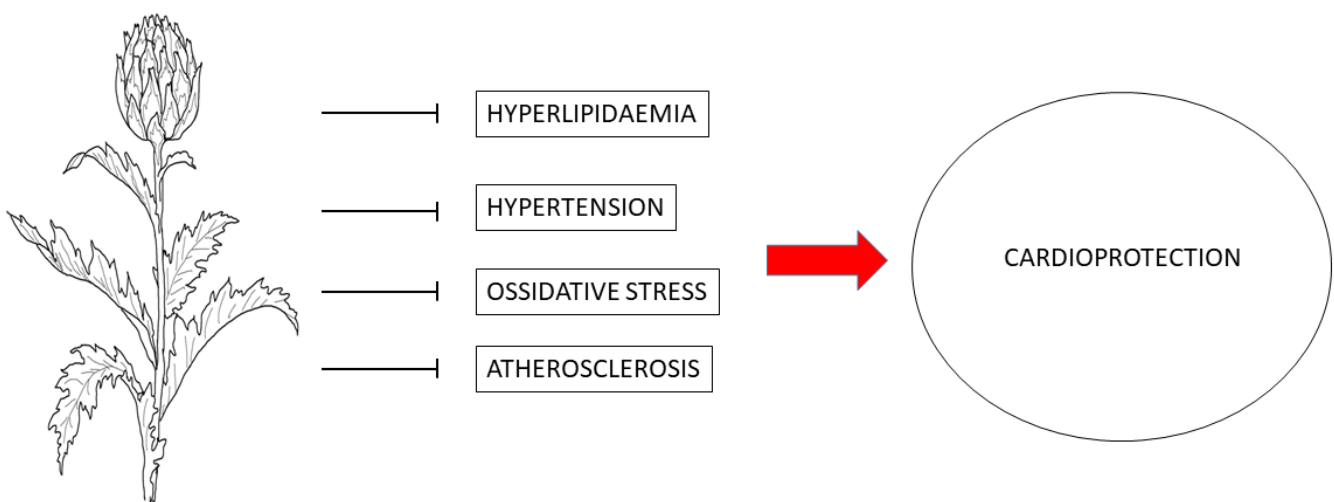 HYPERLIPIDAEMIA
HYPERTENSION
OSSIDATIVE STRESS
ATHEROSCLEROSIS
CARDIOPROTECTION